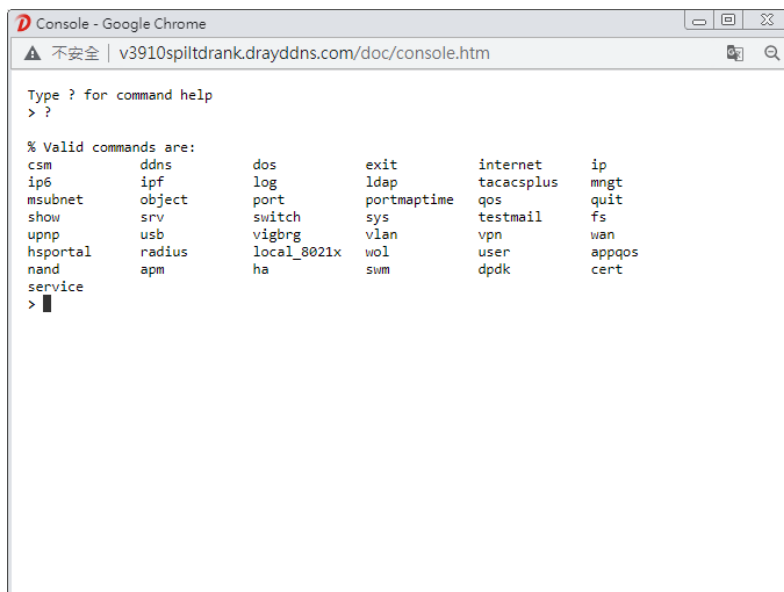 Console - Google Chrome
不安全 | v3910spiltdrank.drayddns.com/doc/console.htm
Type ? for command help
> ?
% Valid commands are:
csm ddns dos exit internet ip
ip6 ipf log ldap tacacsplus mngt
msubnet object port portmaptime qos quit
show srv switch sys testmail fs
upnp usb vigbrg vlan vpn wan
hsportal radius local_8021x wol user appqos
nand apm ha swm dpdk cert
service
>